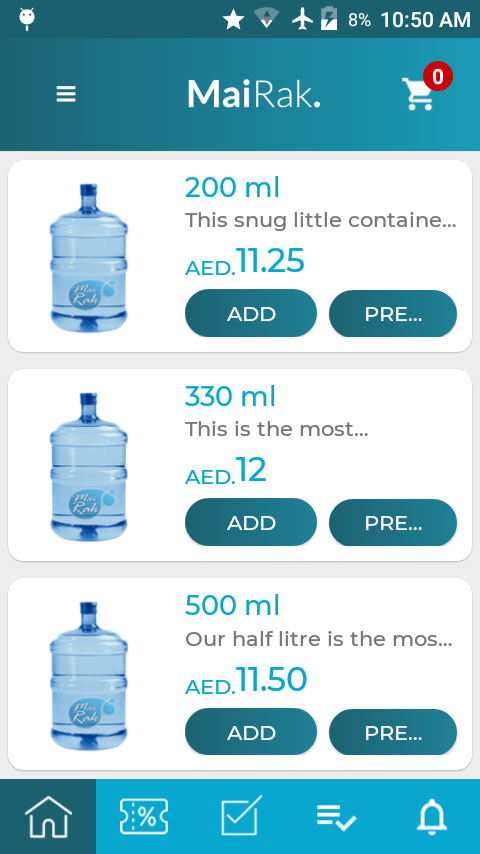 8% 10:50 AM
MaiRak.
0
200 ml
This snug little containe...
AED.11.25
ADD PRE...
Mai
Rak
330 ml
This is the most...
AED.12
ADD PRE...
Mai
Rak
500 ml
Our half litre is the mos...
AED.11.50
ADD PRE...
Mai
Rak
%